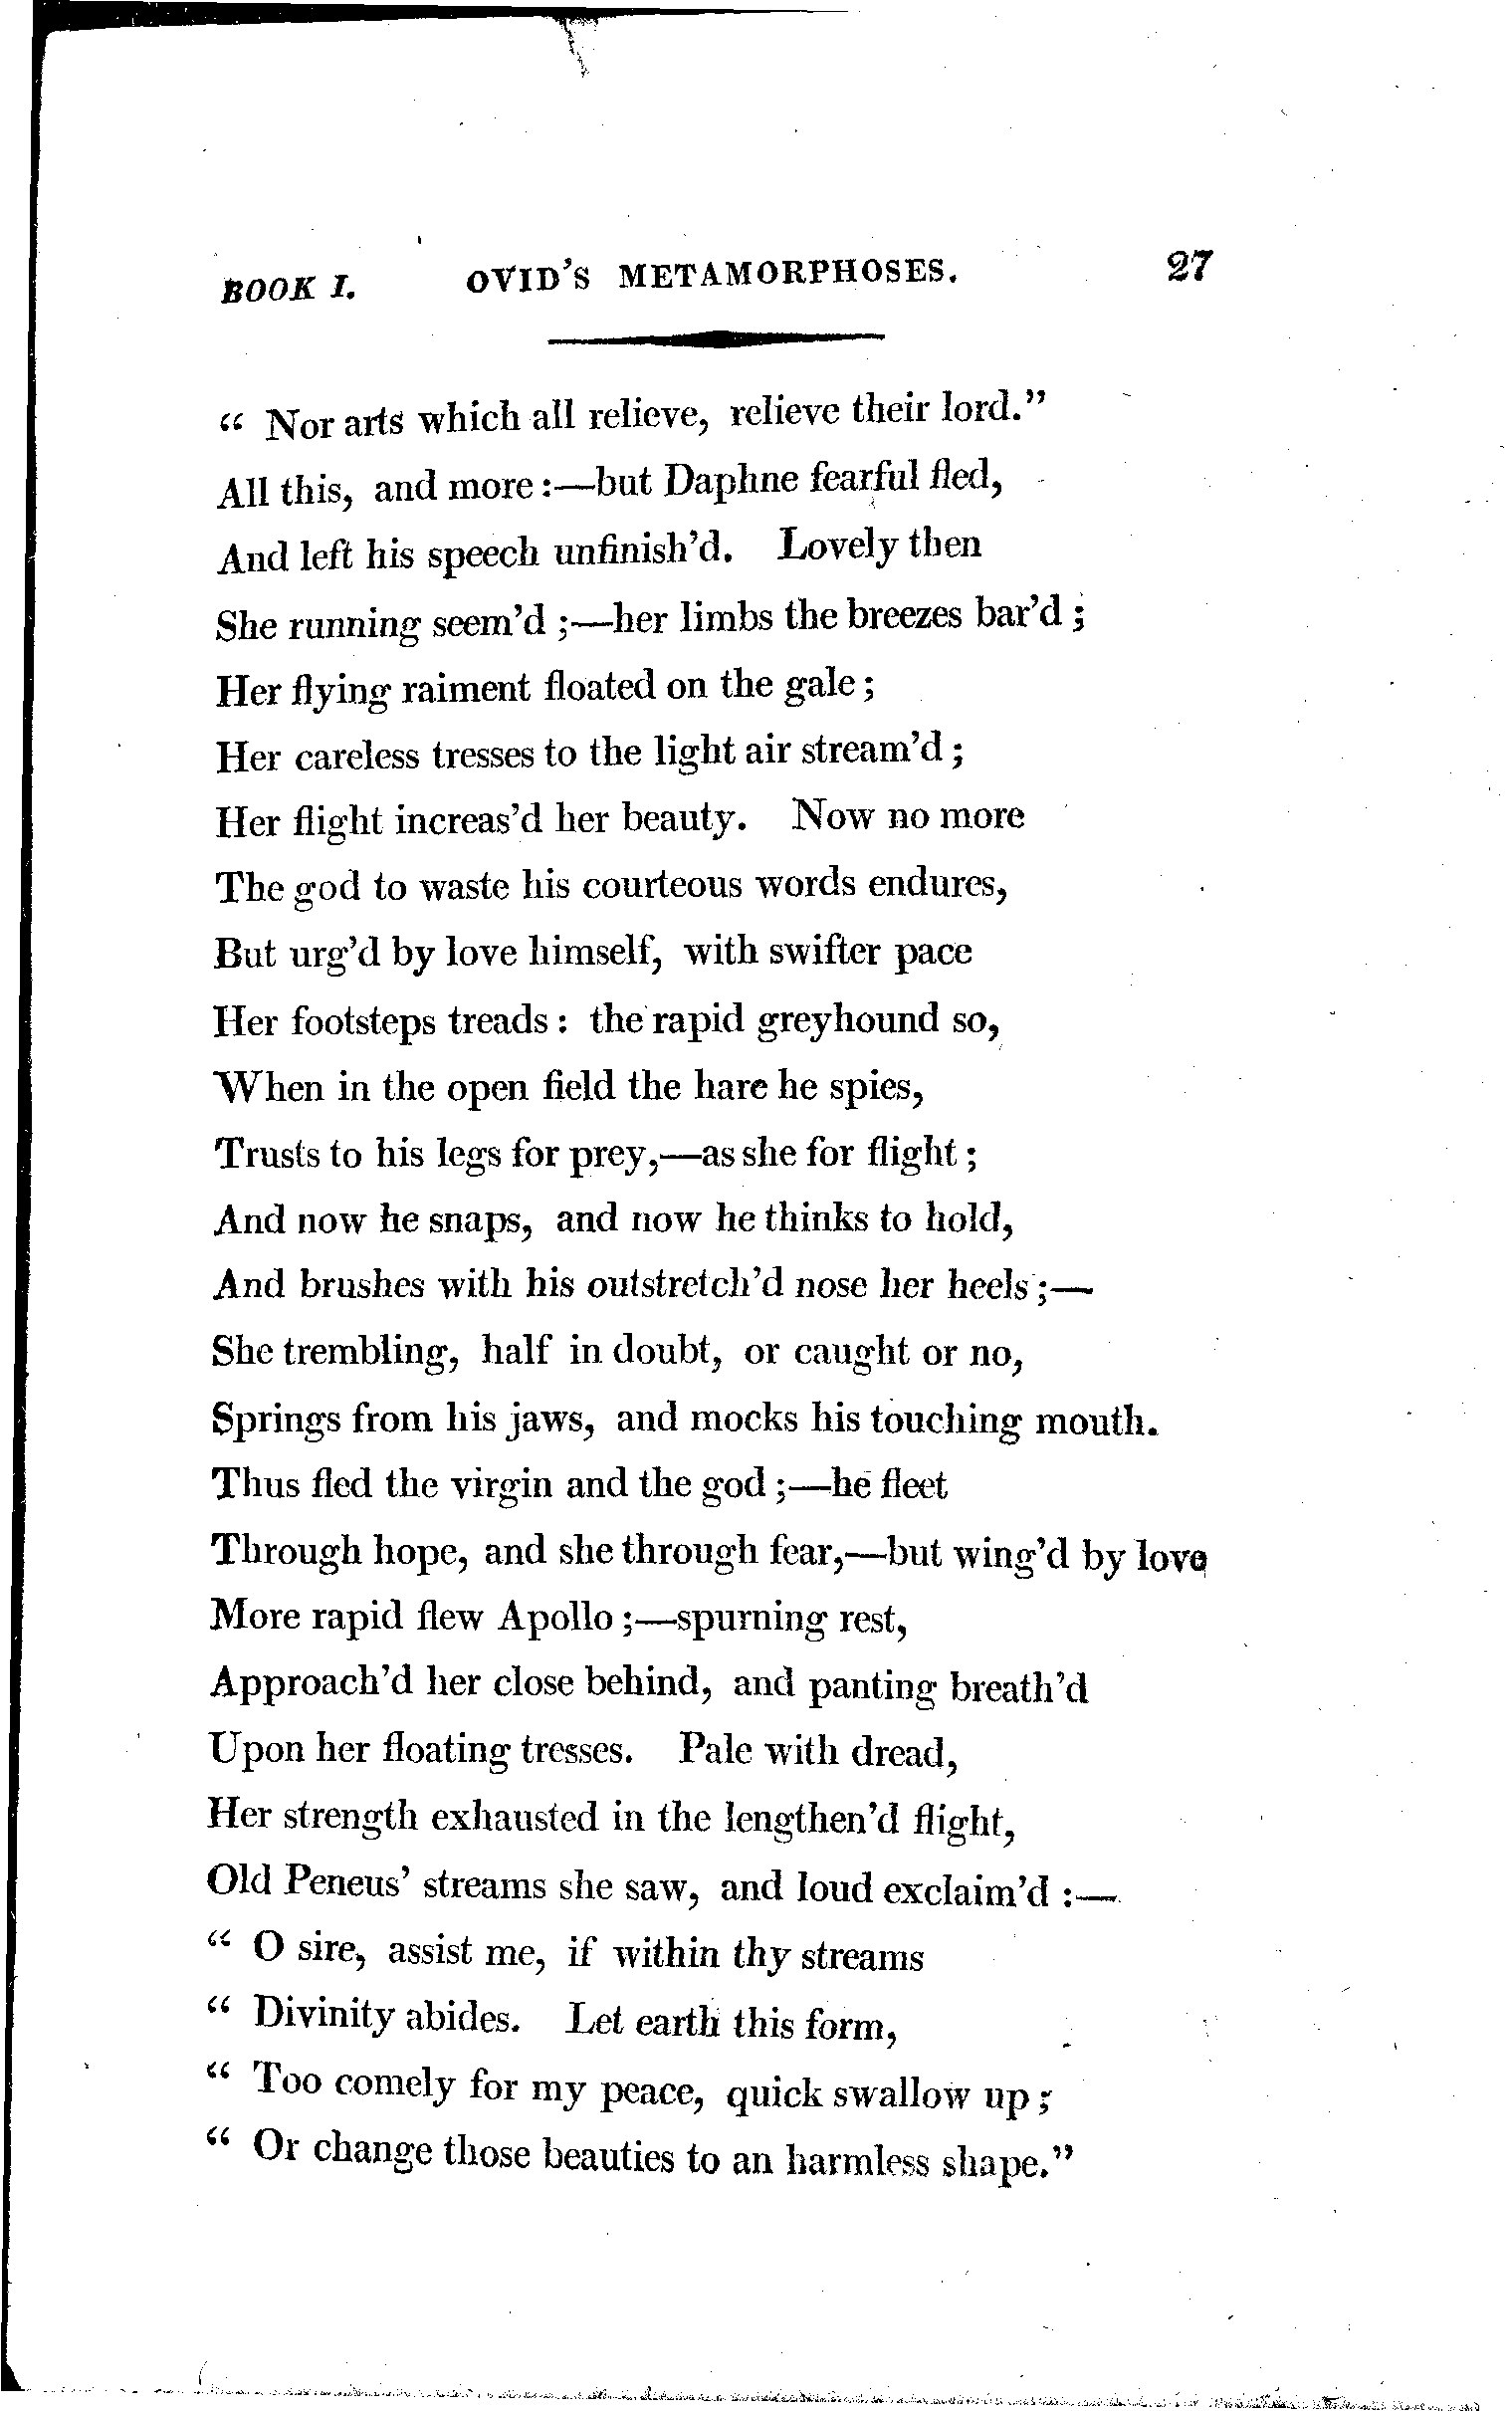 BOOK I. OVID'S METAMORPHOSES. 27
“ Nor arts which all relieve, relieve their lord.”
All this, and more :—but Daphne fearful fled,
And left his speech unfinish'd. Lovely then
She running seem'd ;—her limbs the breezes bar'd ;
Her flying raiment floated on the gale ;
Her careless tresses to the light air stream'd ;
Her flight increas'd her beauty. Now no more
The god to waste his courteous words endures,
But urg'd by love himself, with swifter pace
Her footsteps treads : the rapid greyhound so,
When in the open field the hare he spies,
Trusts to his legs for prey,—as she for flight ;
And now he snaps, and now he thinks to hold,
And brushes with his outstretch'd nose her heels ;—
She trembling, half in doubt, or caught or no,
Springs from his jaws, and mocks his touching mouth.
Thus fled the virgin and the god ;—he fleet
Through hope, and she through fear,—but wing'd by love
More rapid flew Apollo ;—spurning rest,
Approach'd her close behind, and panting breath'd
Upon her floating tresses. Pale with dread,
Her strength exhausted in the lengthen'd flight,
Old Peneus' streams she saw, and loud exclaim'd :—
“ O sire, assist me, if within thy streams
“ Divinity abides. Let earth this form,
“ Too comely for my peace, quick swallow up ;
“ Or change those beauties to an harmless shape.”